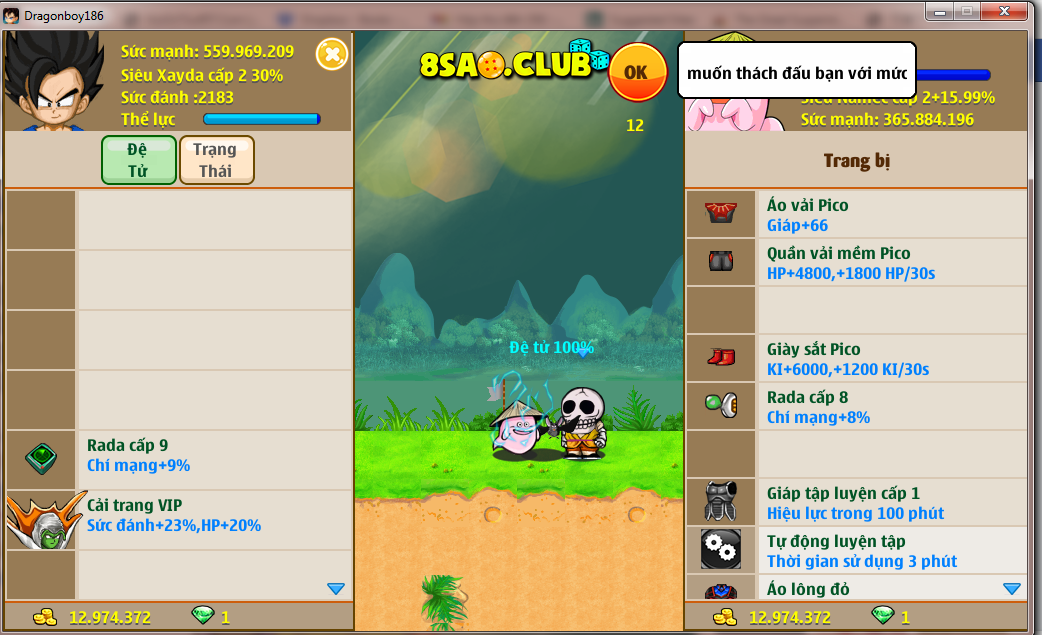 Dragonboy186
Sức mạnh: 559.969.209
Siêu Xayda cấp 2 30%
Sức đánh :2183
Thể lực
Đệ
Tử
Trạng
Thái
Rada cấp 9
Chí mạng+9%
Cải trang VIP
Sức đánh+23%,HP+20%
12.974.372
1
8SAO.CLUB
OK
12
Đệ tử 100%
muốn thách đấu bạn với mức
Siêu Namec cấp 2+15.99%
Sức mạnh: 365.884.196
Trang bị
Áo vải Pico
Giáp+66
Quần vải mềm Pico
HP+4800,+1800 HP/30s
Giày sắt Pico
KI+6000,+1200 KI/30s
Rada cấp 8
Chí mạng+8%
Giáp tập luyện cấp 1
Hiệu lực trong 100 phút
Tự động luyện tập
Thời gian sử dụng 3 phút
Áo lông đỏ
12.974.372
1